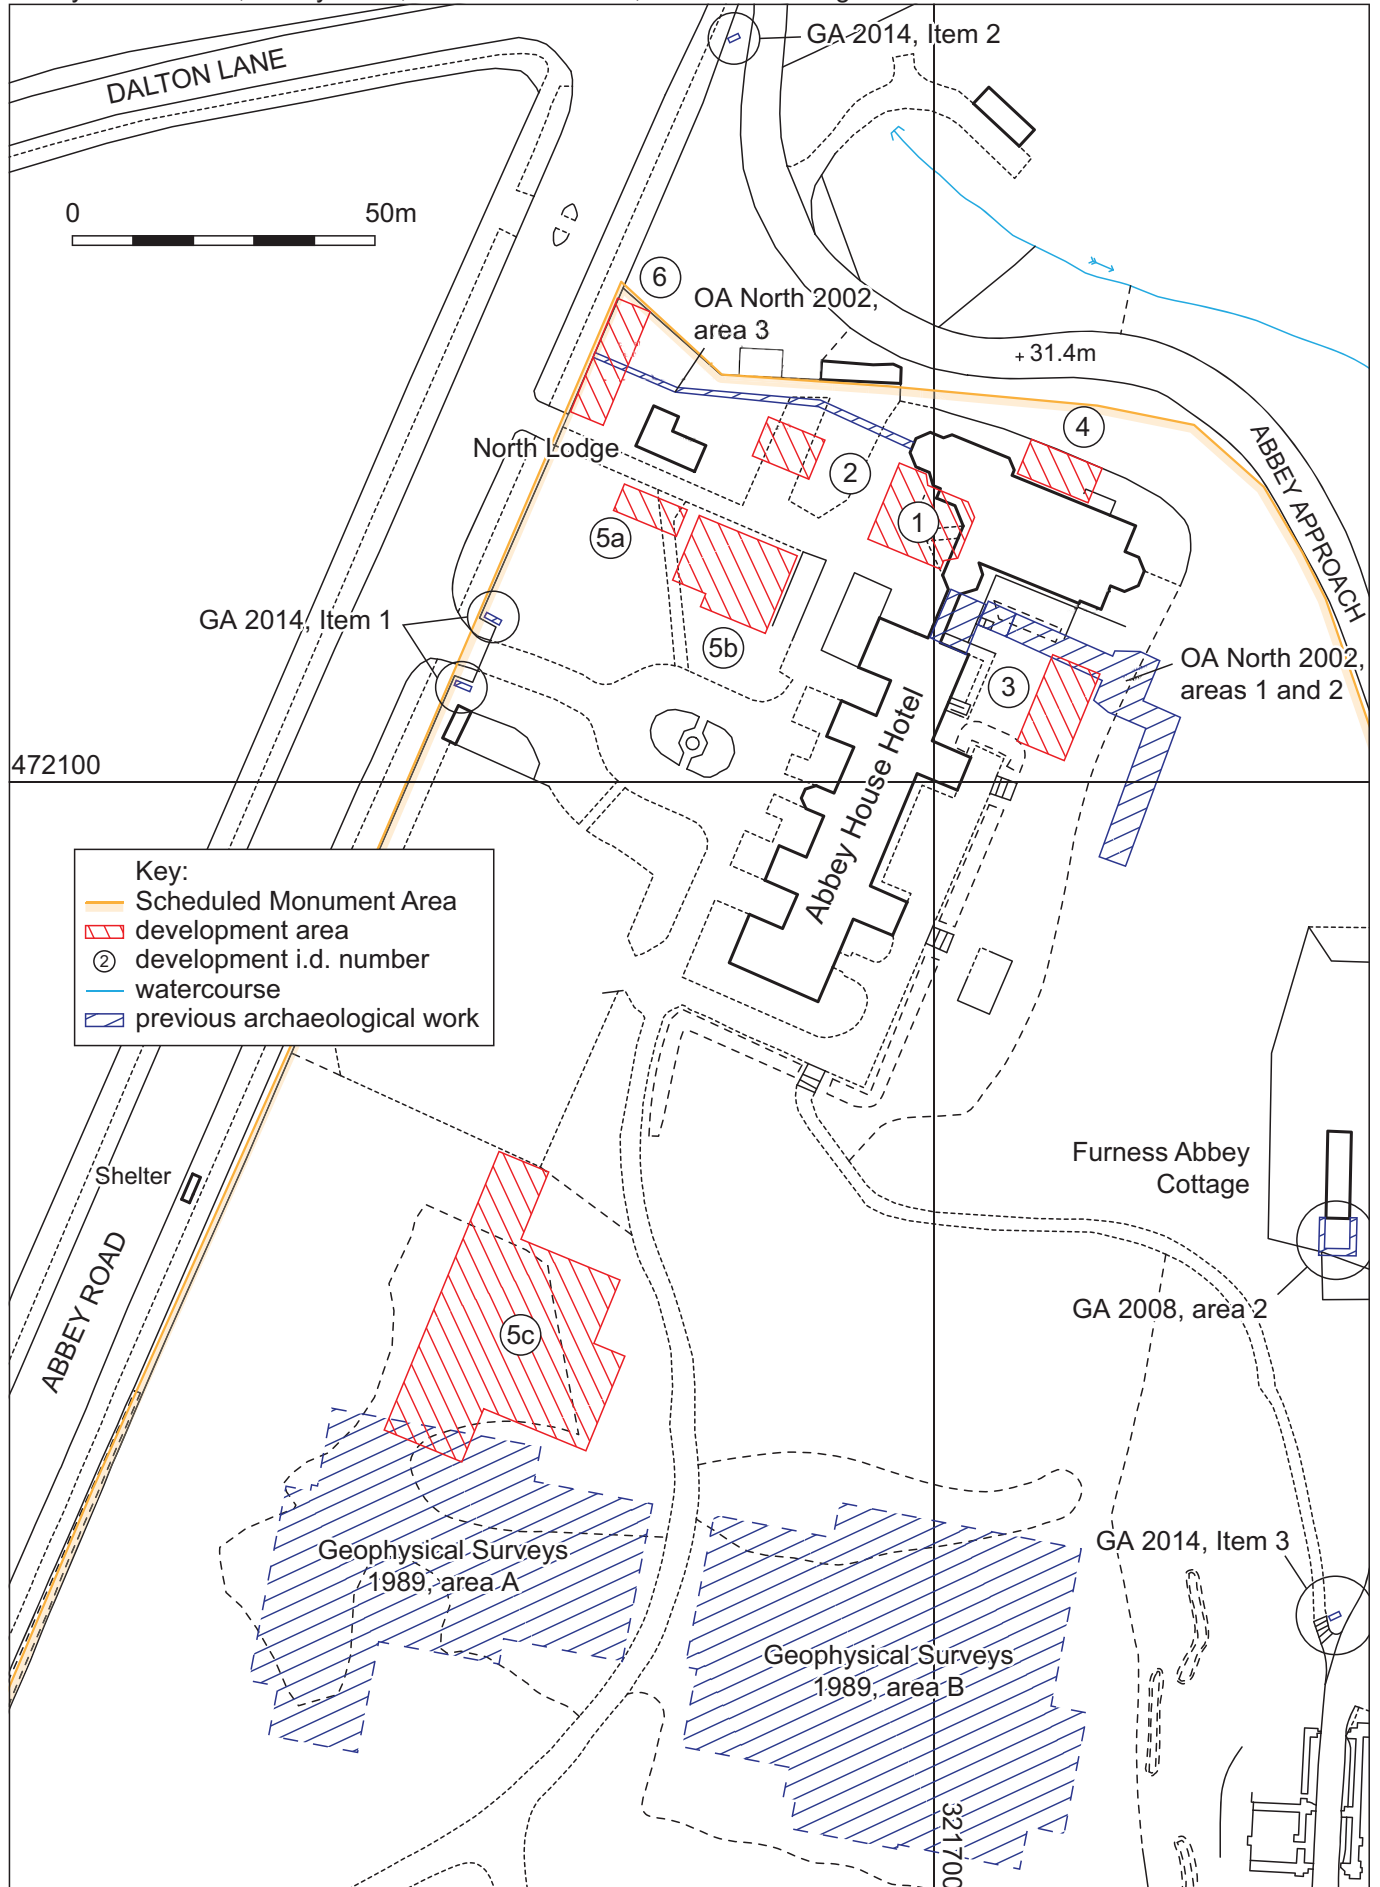 GA 2014, Item 2
DALTON LANE
0 50m
6
OA North 2002,
area 3
+ 31.4m
4
ABBEY APPROACH
North Lodge
2
1
5a
GA 2014, Item 1
5b
3
OA North 2002,
areas 1 and 2
Abbey House Hotel
472100
Key:
Scheduled Monument Area
development area
2 development i.d. number
watercourse
previous archaeological work
Shelter
ABBEY ROAD
Furness Abbey
Cottage
GA 2008, area 2
5c
GA 2014, Item 3
Geophysical Surveys
1989, area A
Geophysical Surveys
1989, area B
321700